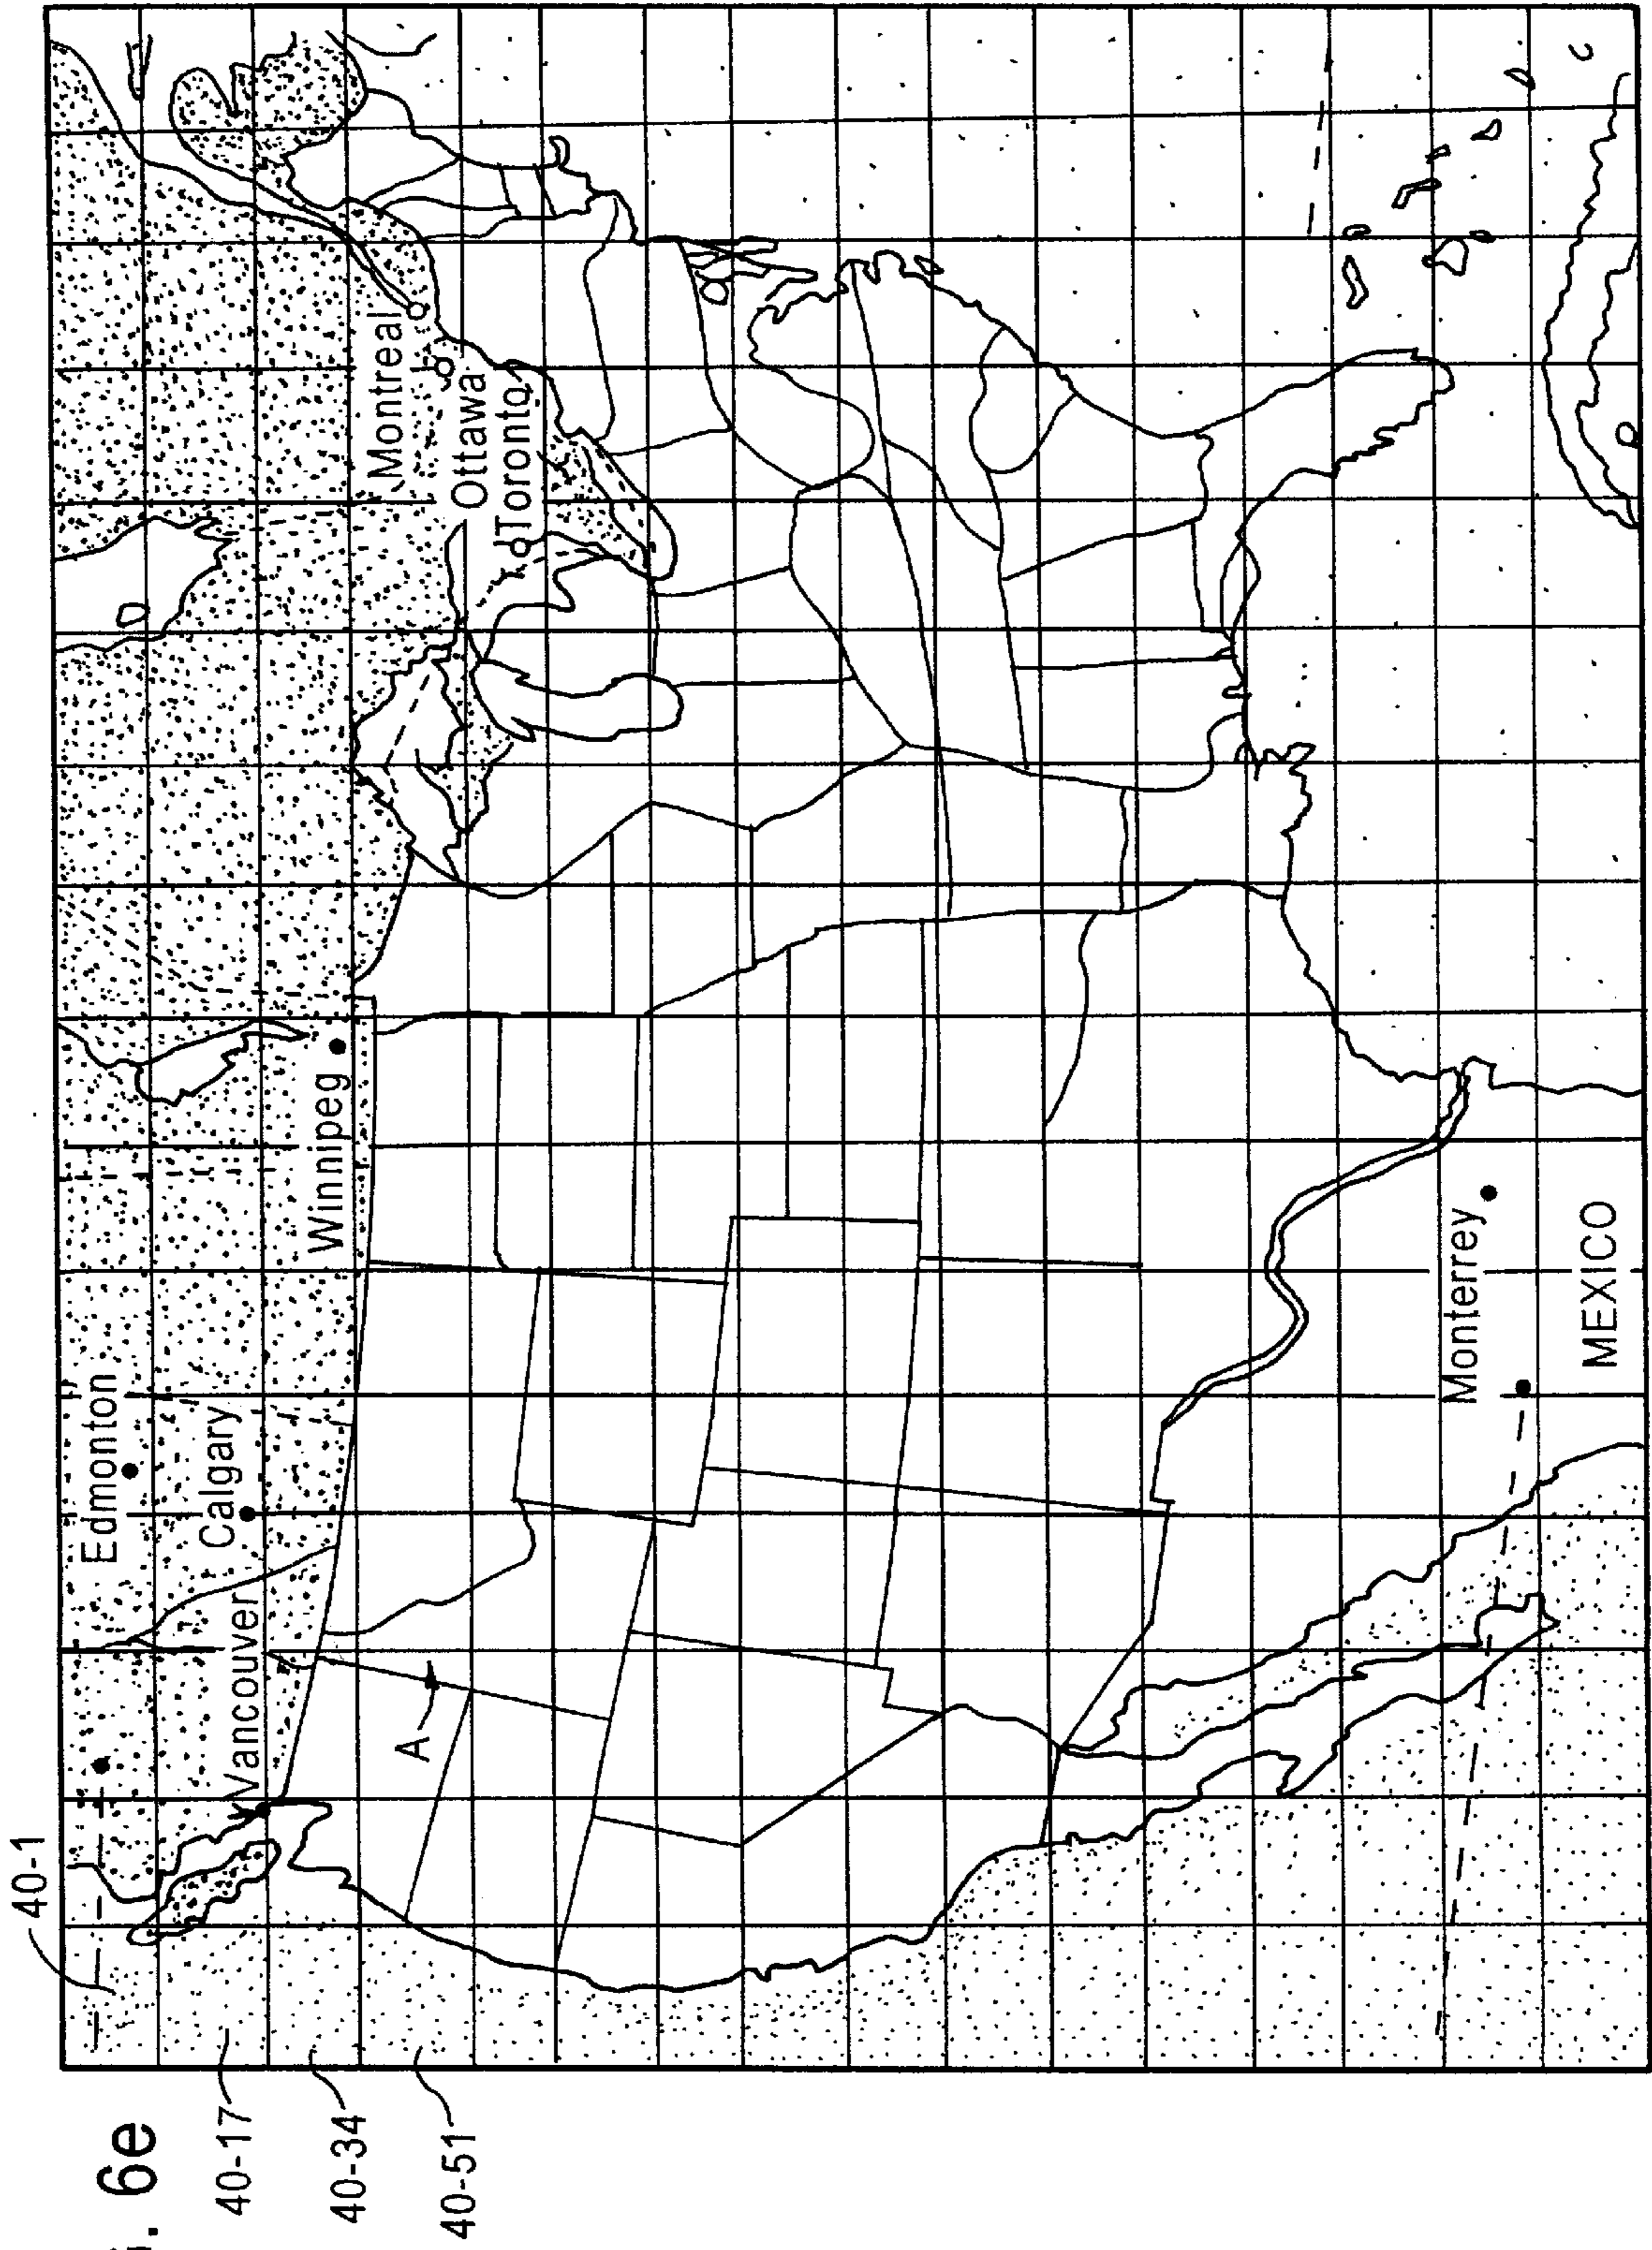 40-1
40-17
40-34
40-51
Edmonton
Calgary
Vancouver
Winnipeg
Montreal
Ottawa
Toronto
A
Monterrey
MEXICO
. 6e